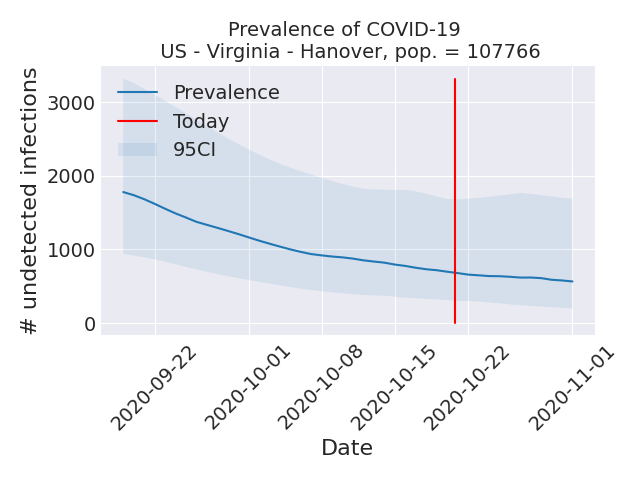 Prevalence of COVID-19
US - Virginia - Hanover, pop. = 107766
# undetected infections
3000
2000
1000
0
Prevalence
Today
95CI
2020-09-22
2020-10-01
2020-10-08
2020-10-15
2020-10-22
2020-11-01
Date